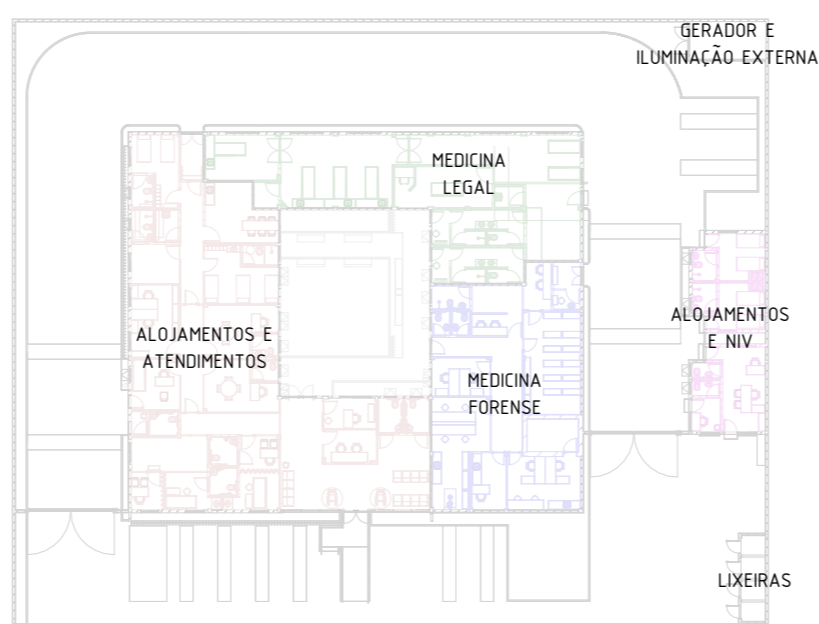 GERADOR E
ILUMINAÇÃO EXTERNA
MEDICINA
LEGAL
ALOJAMENTOS E
ATENDIMENTOS
ALOJAMENTOS
E NIV
MEDICINA
FORENSE
LIXEIRAS